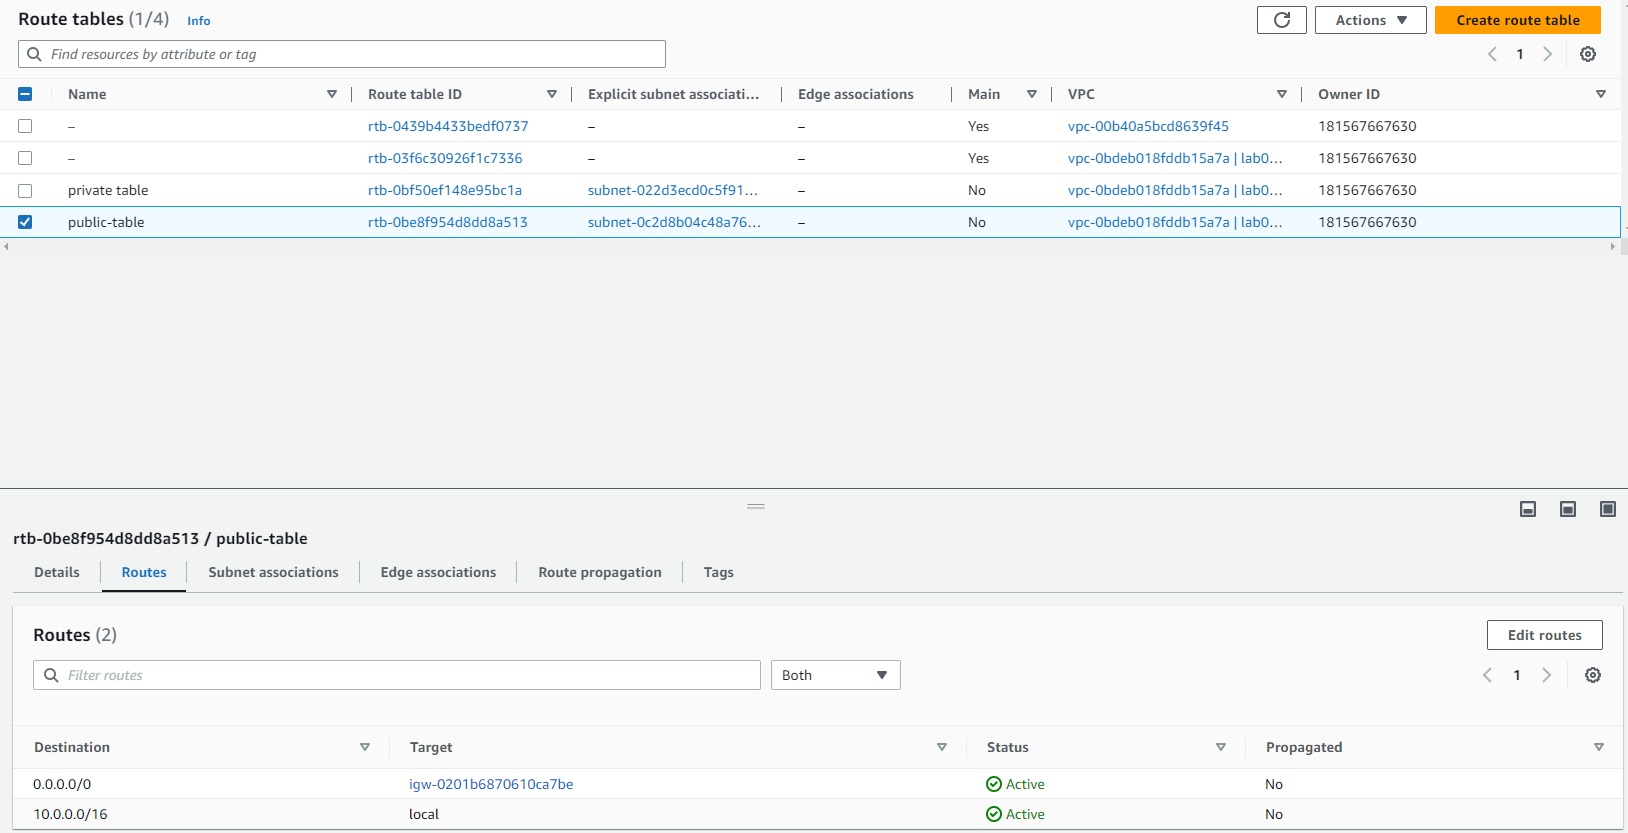 Route tables (1/4) Info
Actions Create route table
Find resources by attribute or tag
1
Name Route table ID Explicit subnet associati... Edge associations Main VPC Owner ID
– rtb-0439b4433bedf0737 – – Yes vpc-00b40a5bcd8639f45 181567667630
– rtb-03f6c30926f1c7336 – – Yes vpc-0bdeb018fddb15a7a | lab0... 181567667630
private table rtb-0bf50ef148e95bc1a subnet-022d3ecd0c5f91... – No vpc-0bdeb018fddb15a7a | lab0... 181567667630
public-table rtb-0be8f954d8dd8a513 subnet-0c2d8b04c48a76... – No vpc-0bdeb018fddb15a7a | lab0... 181567667630
rtb-0be8f954d8dd8a513 / public-table
Details Routes Subnet associations Edge associations Route propagation Tags
Routes (2)
Edit routes
Filter routes Both
1
Destination Target Status Propagated
0.0.0.0/0 igw-0201b6870610ca7be Active No
10.0.0.0/16 local Active No